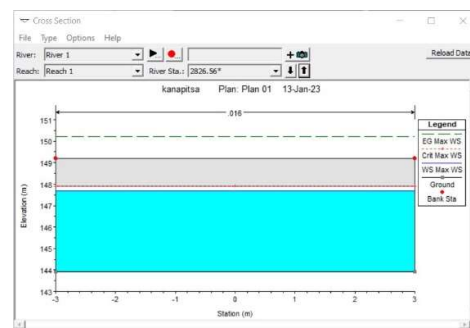 Cross Section
File Type Options Help
River: River 1
Reload Data
Reach: Reach 1 River Sta.: 2826.56*
kanapitsa Plan: Plan 01 13-Jan-23
.016
151
150
149
148
147
146
145
144
143
Elevation (m)
-3 -2 -1 0 1 2 3
Station (m)
Legend
EG Max WS
Crit Max WS
WS Max WS
Ground
Bank Sta